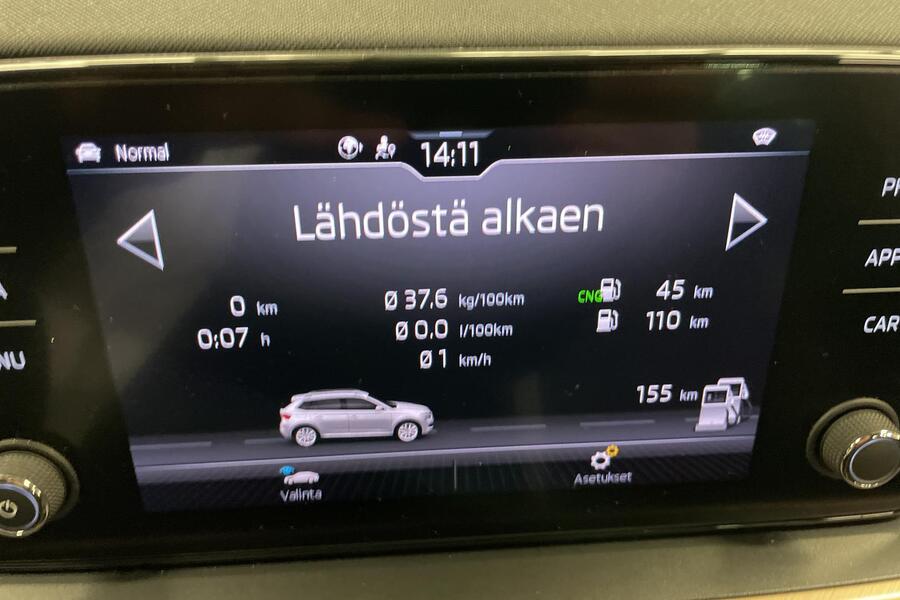 Normal
14:11
Lähdöstä alkaen
0 km
0:07 h
Ø 37,6 kg/100km
Ø 0,0 l/100km
Ø 1 km/h
CNG 45 km
110 km
155 km
Valinta
Asetukset
NU
APP
CAR